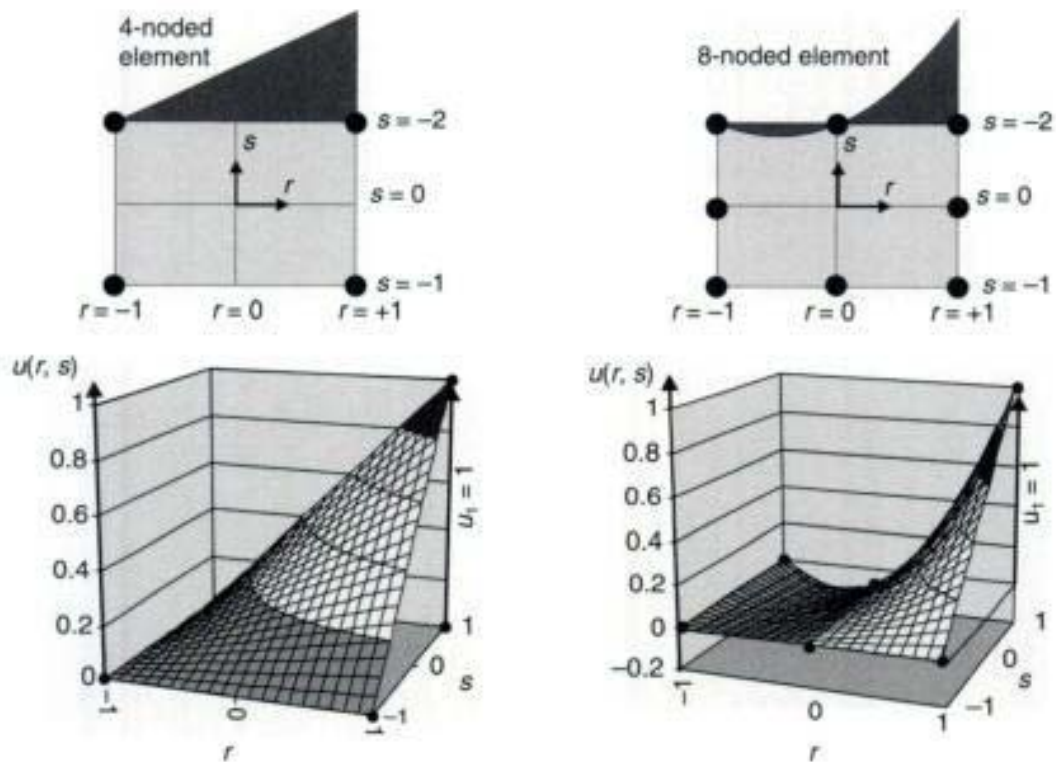 4-noded
element
s = –2
s
r
s = 0
s = –1
r = –1
r = 0
r = +1
8-noded element
s = –2
s
r
s = 0
s = –1
r = –1
r = 0
r = +1
u(r, s)
1
0.8
0.6
0.4
0.2
0
–1
0
1
r
–1
0
1
s
u₁ = 1
u(r, s)
1
0.8
0.6
0.4
0.2
0
–0.2
–1
0
1
r
–1
0
1
s
u₁ = 1